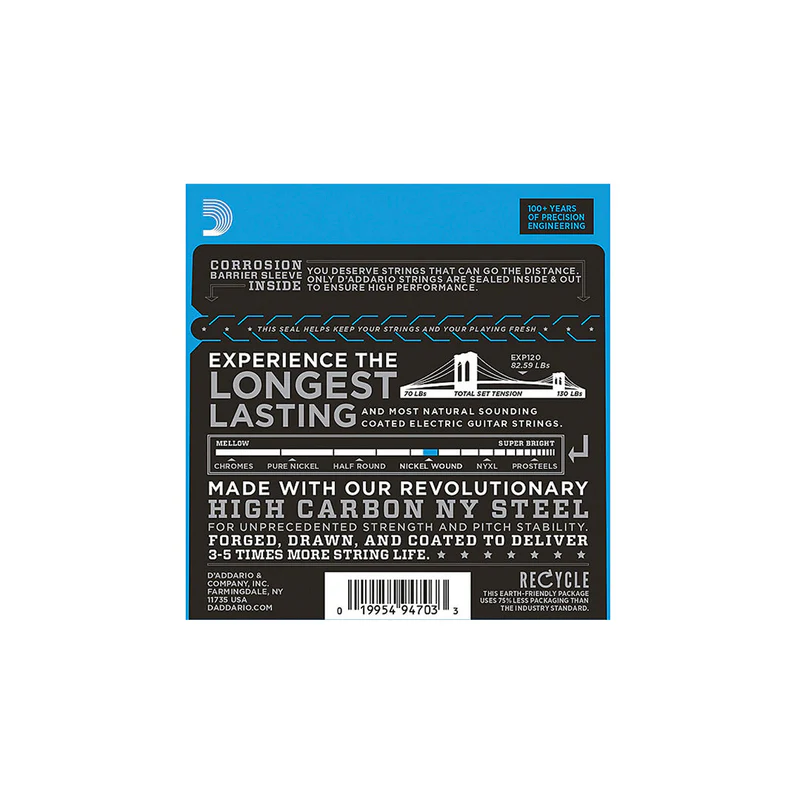 100+ YEARS
OF PRECISION
ENGINEERING
CORROSION
BARRIER SLEEVE
INSIDE
YOU DESERVE STRINGS THAT CAN GO THE DISTANCE.
ONLY D'ADDARIO STRINGS ARE SEALED INSIDE & OUT
TO ENSURE HIGH PERFORMANCE.
THIS SEAL HELPS KEEP YOUR STRINGS AND YOUR PLAYING FRESH
EXPERIENCE THE
LONGEST
LASTING
AND MOST NATURAL SOUNDING
COATED ELECTRIC GUITAR STRINGS.
EXP120
82.59 LBs
70 LBs TOTAL SET TENSION 130 LBs
MELLOW SUPER BRIGHT
CHROMES PURE NICKEL HALF ROUND NICKEL WOUND NYXL PROSTEELS
MADE WITH OUR REVOLUTIONARY
HIGH CARBON NY STEEL
FOR UNPRECEDENTED STRENGTH AND PITCH STABILITY.
FORGED, DRAWN, AND COATED TO DELIVER
3-5 TIMES MORE STRING LIFE.
D'ADDARIO &
COMPANY, INC.
FARMINGDALE, NY
11735 USA
DADDARIO.COM
0 19954 94703 3
RECYCLE
THIS EARTH-FRIENDLY PACKAGE
USES 75% LESS PACKAGING THAN
THE INDUSTRY STANDARD.